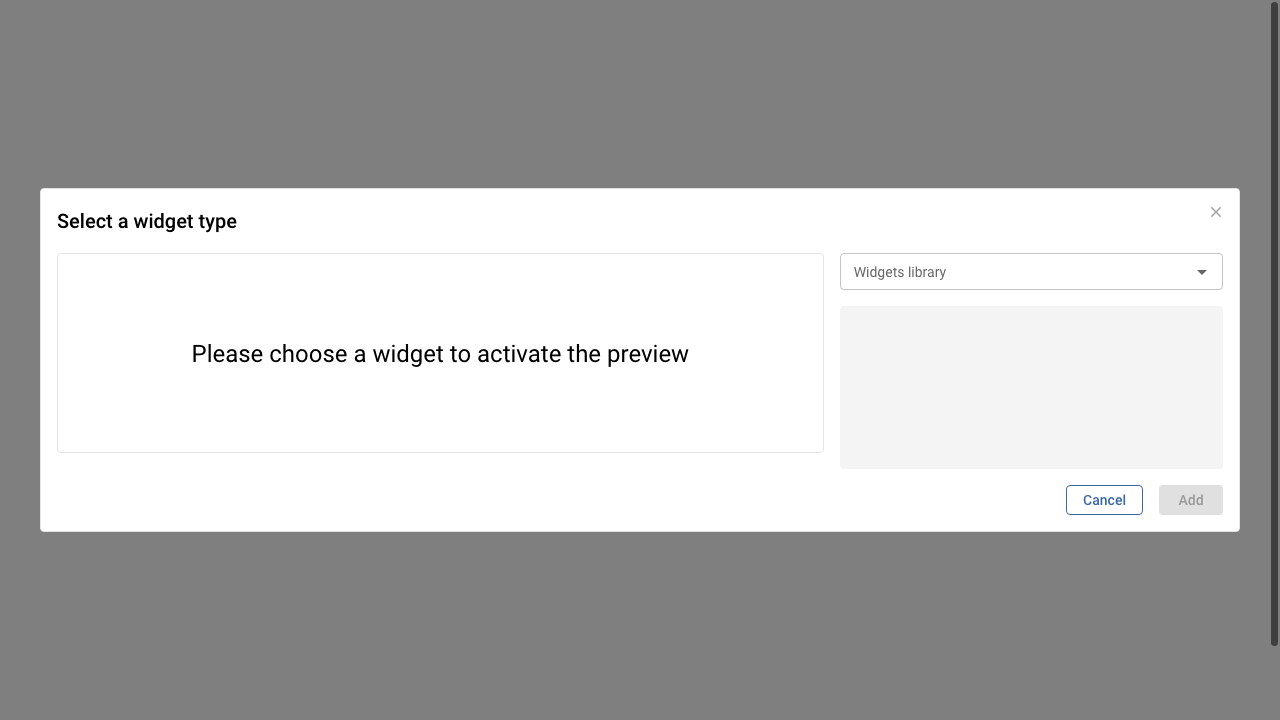 Select a widget type
Widgets library
Please choose a widget to activate the preview
Cancel
Add